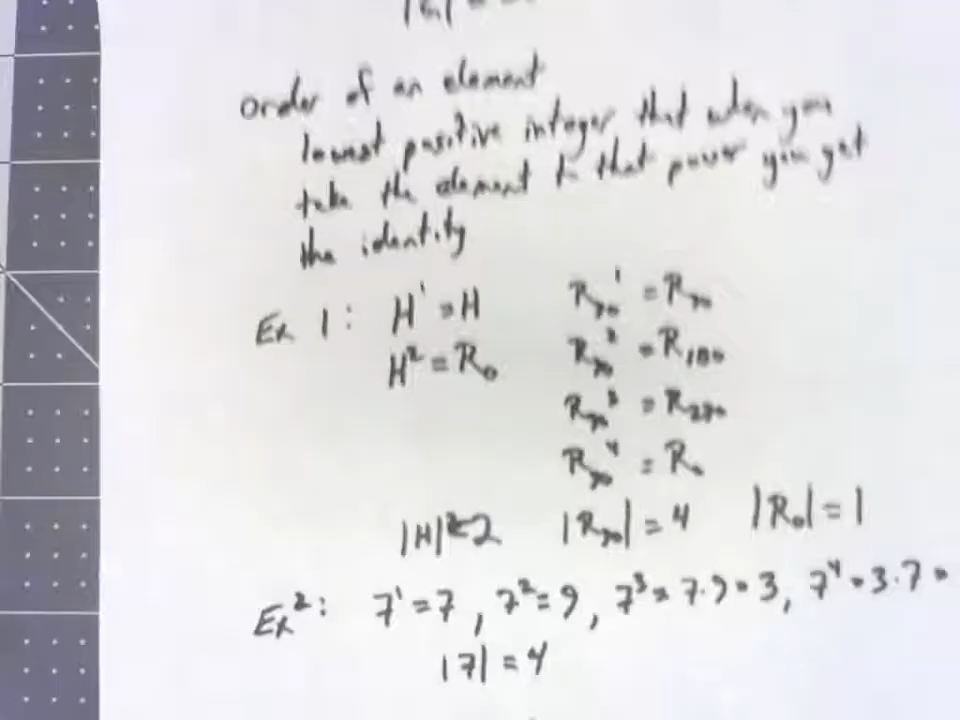 order of an element
lowest positive integer that when you
take the element to that power you get
the identity
Ex 1: H¹ = H R₉₀¹ = R₉₀
H² = R₀ R₉₀² = R₁₈₀
R₉₀³ = R₂₇₀
R₉₀⁴ = R₀
|H| = 2 |R₉₀| = 4 |R₀| = 1
Ex 2: 7¹ = 7, 7² = 9, 7³ = 7·9 = 3, 7⁴ = 3·7 =
|7| = 4